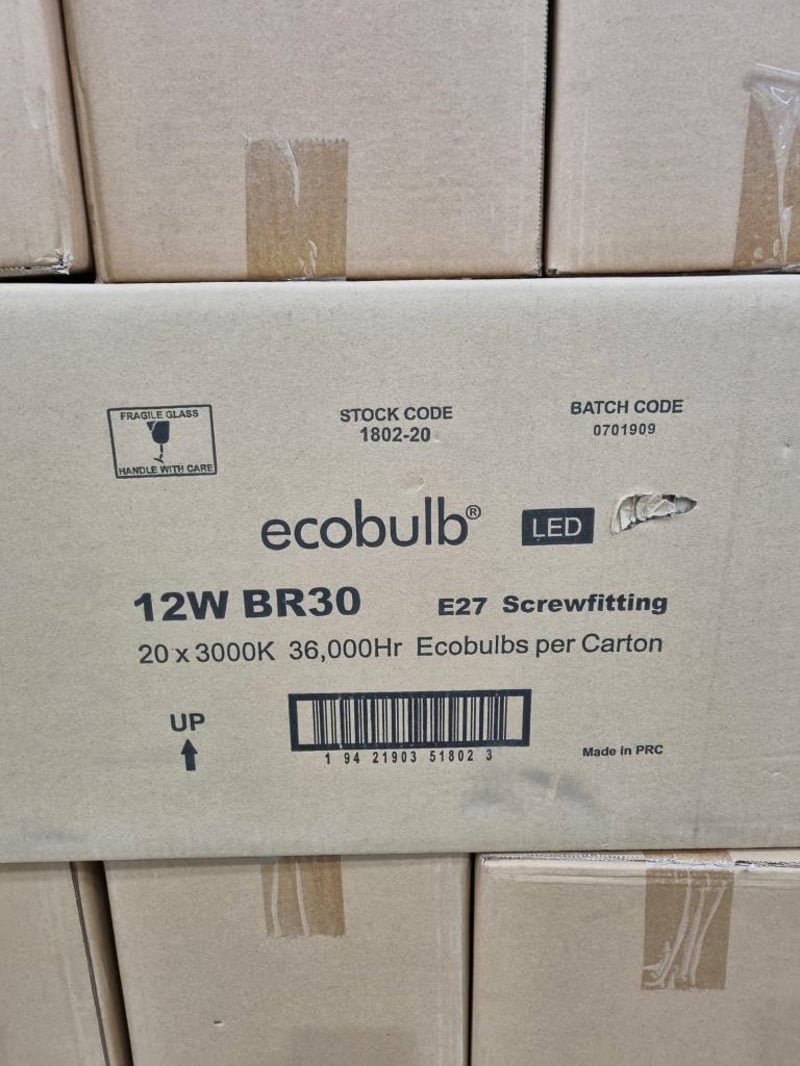 FRAGILE GLASS
HANDLE WITH CARE
STOCK CODE
1802-20
BATCH CODE
0701909
ecobulb® LED
12W BR30 E27 Screwfitting
20 x 3000K 36,000Hr Ecobulbs per Carton
UP
1 94 21903 51802 3
Made in PRC